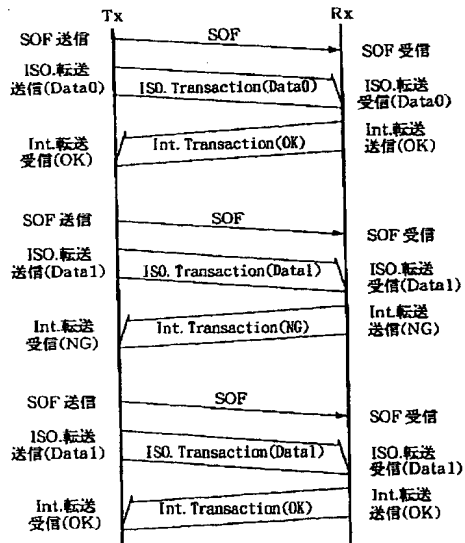 Tx
Rx
SOF 送信
SOF
SOF 受信
ISO.転送
送信(Data0)
ISO. Transaction(Data0)
ISO.転送
受信(Data0)
Int.転送
受信(OK)
Int. Transaction(OK)
Int.転送
送信(OK)
SOF 送信
SOF
SOF 受信
ISO.転送
送信(Data1)
ISO. Transaction(Data1)
ISO.転送
受信(Data1)
Int.転送
受信(NG)
Int. Transaction(NG)
Int.転送
送信(NG)
SOF 送信
SOF
SOF 受信
ISO.転送
送信(Data1)
ISO. Transaction(Data1)
ISO.転送
受信(Data1)
Int.転送
受信(OK)
Int. Transaction(OK)
Int.転送
送信(OK)